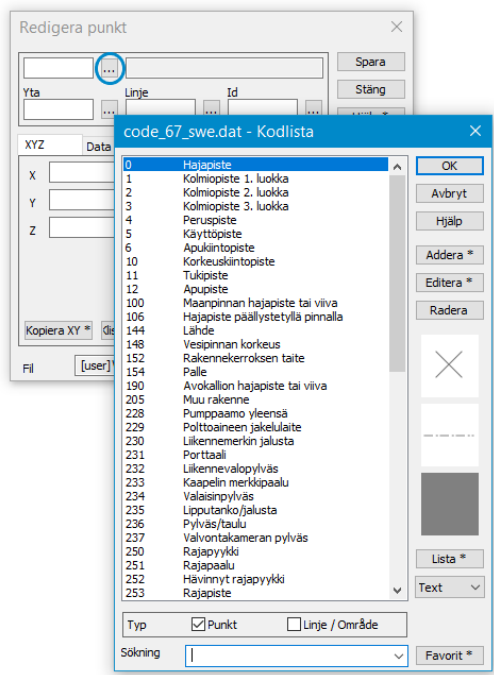 Redigera punkt
...
Spara
Yta
Linje
Id
Stäng
...
...
...
XYZ
Data
X
Y
Z
Kopiera XY *
Fil
[user]
code_67_swe.dat - Kodlista
0 Hajapiste
1 Kolmiopiste 1. luokka
2 Kolmiopiste 2. luokka
3 Kolmiopiste 3. luokka
4 Peruspiste
5 Käyttöpiste
6 Apukiintopiste
10 Korkeuskiintopiste
11 Tukipiste
12 Apupiste
100 Maanpinnan hajapiste tai viiva
106 Hajapiste päällystetyllä pinnalla
144 Lähde
148 Vesipinnan korkeus
152 Rakennekerroksen taite
154 Palle
190 Avokallion hajapiste tai viiva
205 Muu rakenne
228 Pumppaamo yleensä
229 Polttoaineen jakelulaite
230 Liikennemerkin jalusta
231 Porttaali
232 Liikennevalopylväs
233 Kaapelin merkkipaalu
234 Valaisinpylväs
235 Lipputanko/jalusta
236 Pylväs/taulu
237 Valvontakameran pylväs
250 Rajapyykki
251 Rajapaalu
252 Hävinnyt rajapyykki
253 Rajapiste
OK
Avbryt
Hjälp
Addera *
Editera *
Radera
Lista *
Text
Typ
Punkt
Linje / Område
Sökning
Favorit *